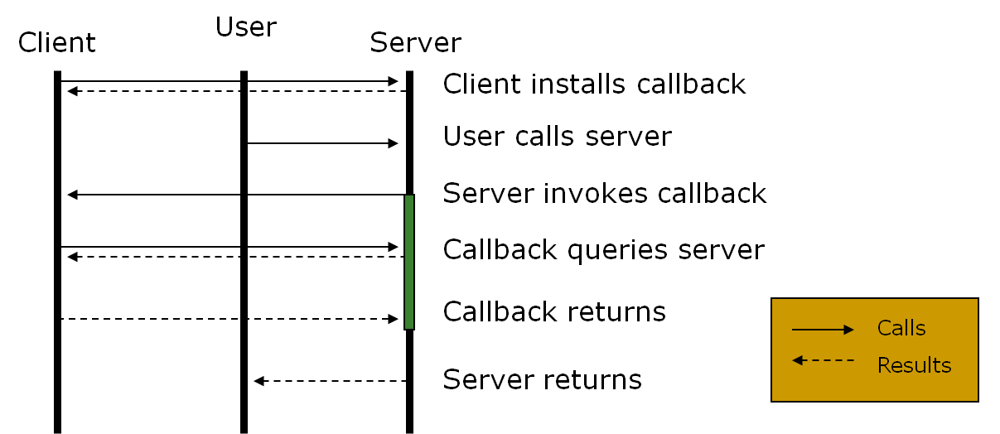 Client
User
Server
Client installs callback
User calls server
Server invokes callback
Callback queries server
Callback returns
Server returns
Calls
Results